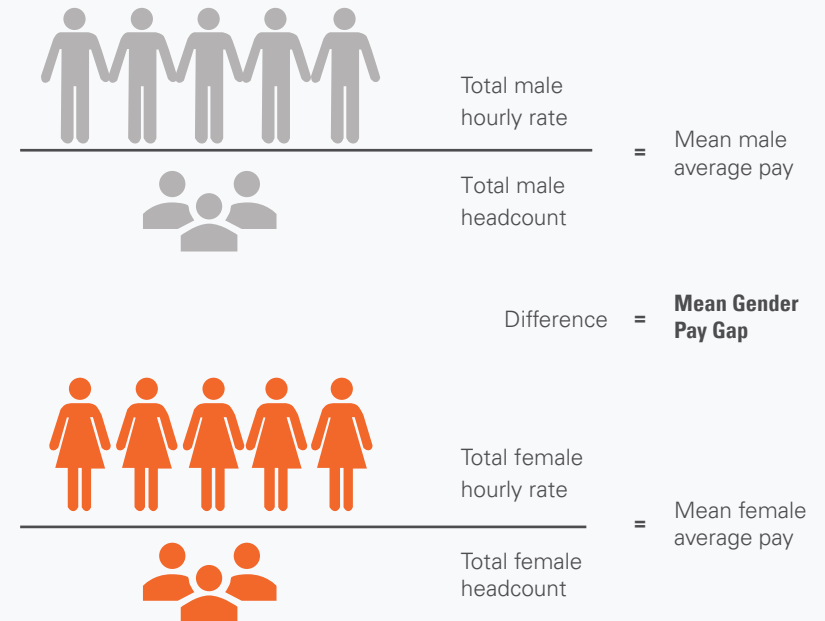 Total male
hourly rate
=
Mean male
average pay
Total male
headcount
Difference
=
Mean Gender
Pay Gap
Total female
hourly rate
=
Mean female
average pay
Total female
headcount